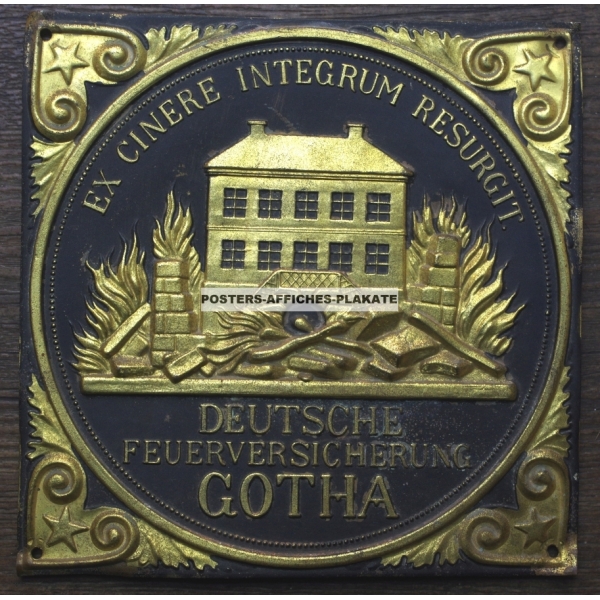 EX CINERE INTEGRUM RESURGIT.
POSTERS-AFFICHES-PLAKATE
DEUTSCHE
FEUERVERSICHERUNG
GOTHA